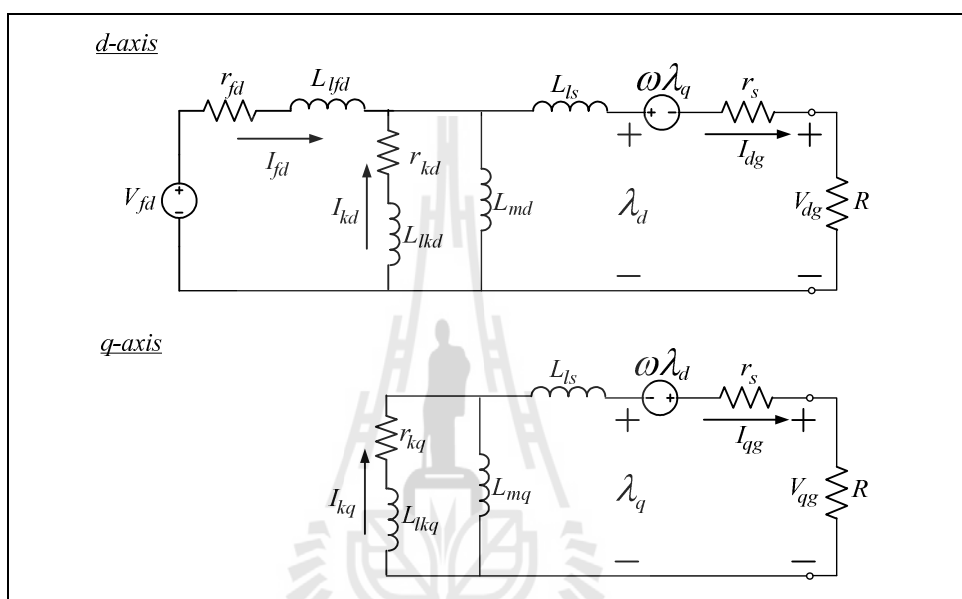 d-axis
r_fd L_lfd L_ls ωλ_q r_s
+ − + − + +
I_fd r_kd I_dg
V_fd I_kd L_lkd L_md λ_d V_dg R
− −
q-axis
L_ls ωλ_d r_s
− + + +
r_kq I_qg
I_kq L_lkq L_mq λ_q V_qg R
− −